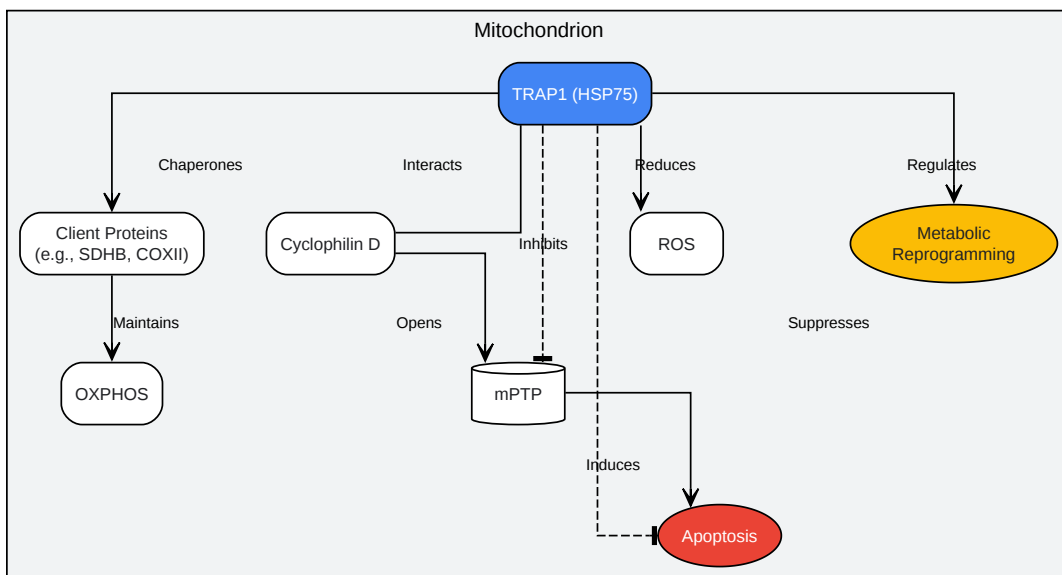 Mitochondrion
TRAP1 (HSP75)
Chaperones
Interacts
Reduces
Regulates
Client Proteins
(e.g., SDHB, COXII)
Cyclophilin D
Inhibits
ROS
Metabolic
Reprogramming
Maintains
Opens
Suppresses
OXPHOS
mPTP
Induces
Apoptosis